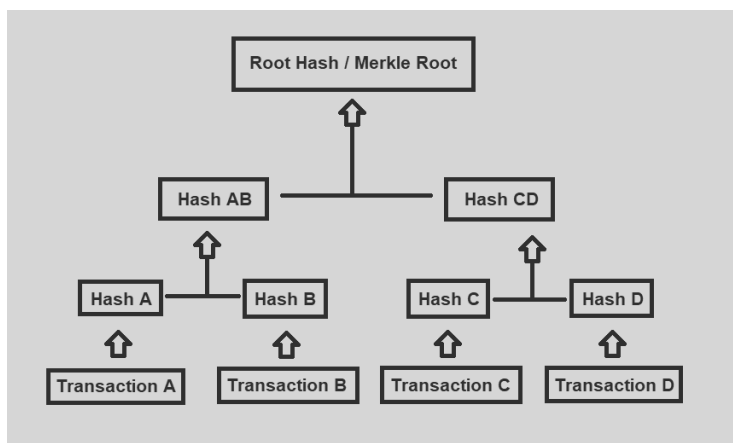 Root Hash / Merkle Root
Hash AB
Hash CD
Hash A
Hash B
Hash C
Hash D
Transaction A
Transaction B
Transaction C
Transaction D